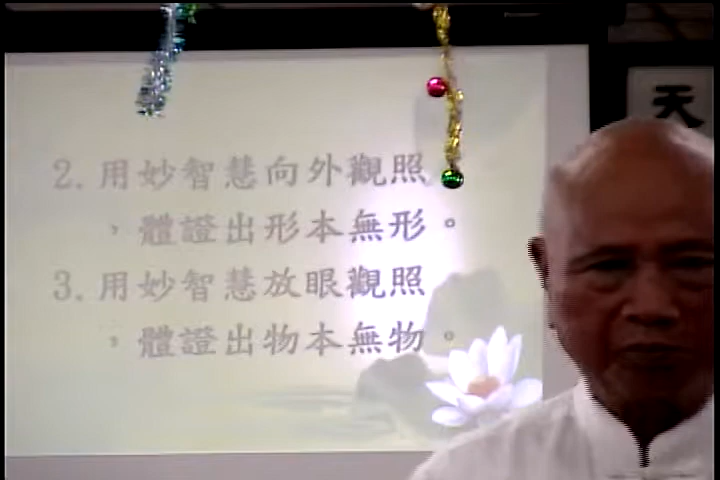 天
2. 用妙智慧向外觀照
，體證出形本無形。
3. 用妙智慧放眼觀照
，體證出物本無物。